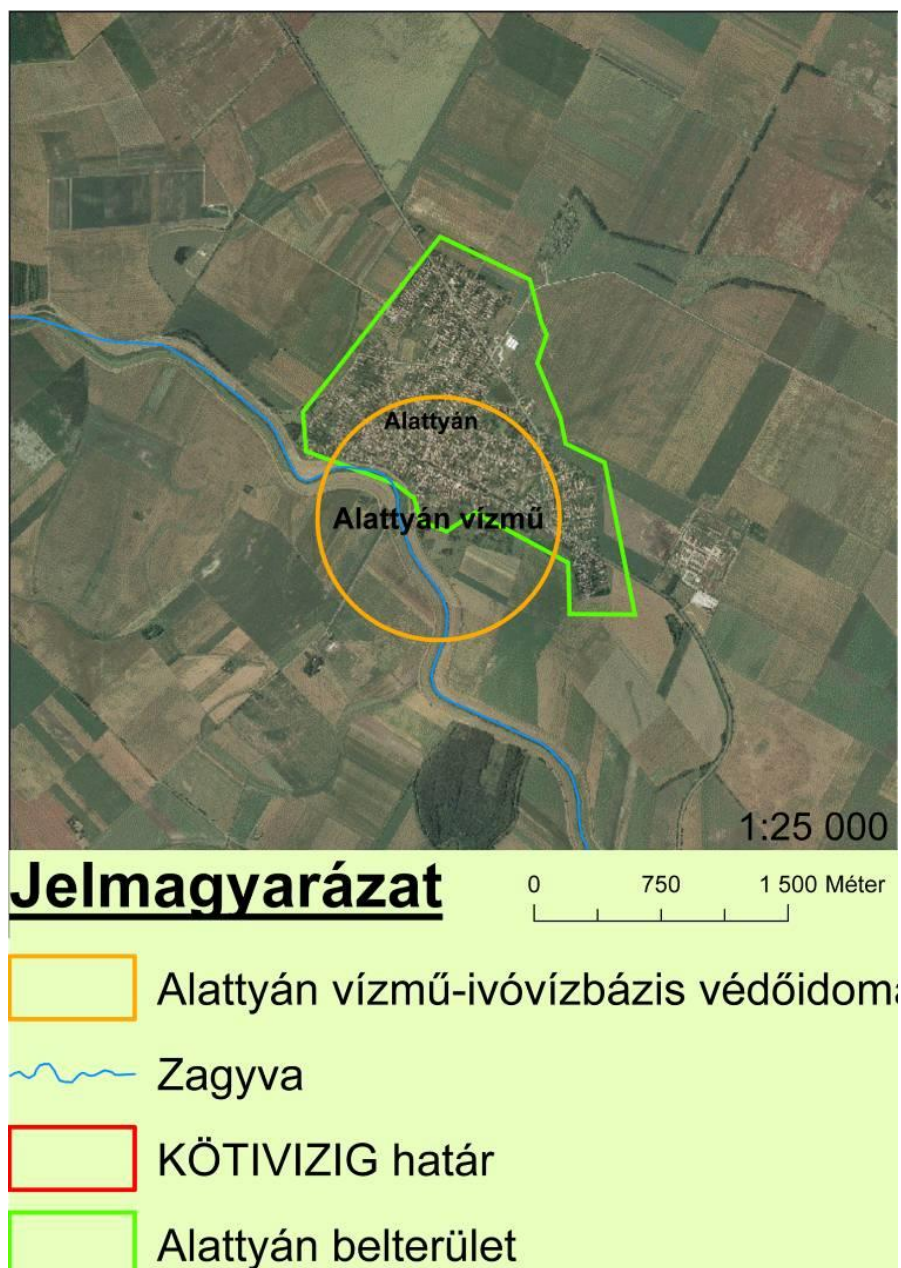 Alattyán
Alattyán vízmű
1:25 000
Jelmagyarázat
0 750 1 500 Méter
Alattyán vízmű-ivóvízbázis védőidoma
Zagyva
KÖTIVIZIG határ
Alattyán belterület